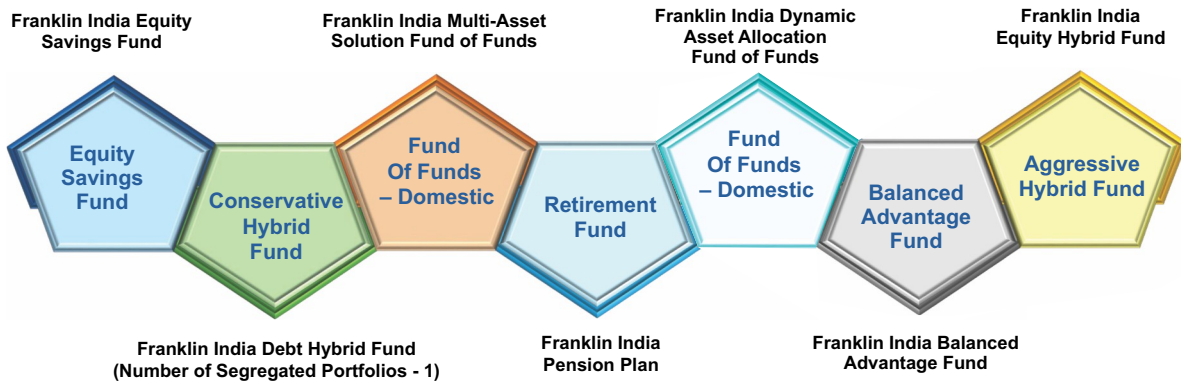 Franklin India Equity
Savings Fund
Franklin India Multi-Asset
Solution Fund of Funds
Franklin India Dynamic
Asset Allocation
Fund of Funds
Franklin India
Equity Hybrid Fund
Equity
Savings
Fund
Conservative
Hybrid
Fund
Fund
Of Funds
– Domestic
Retirement
Fund
Fund
Of Funds
– Domestic
Balanced
Advantage
Fund
Aggressive
Hybrid Fund
Franklin India Debt Hybrid Fund
(Number of Segregated Portfolios - 1)
Franklin India
Pension Plan
Franklin India Balanced
Advantage Fund